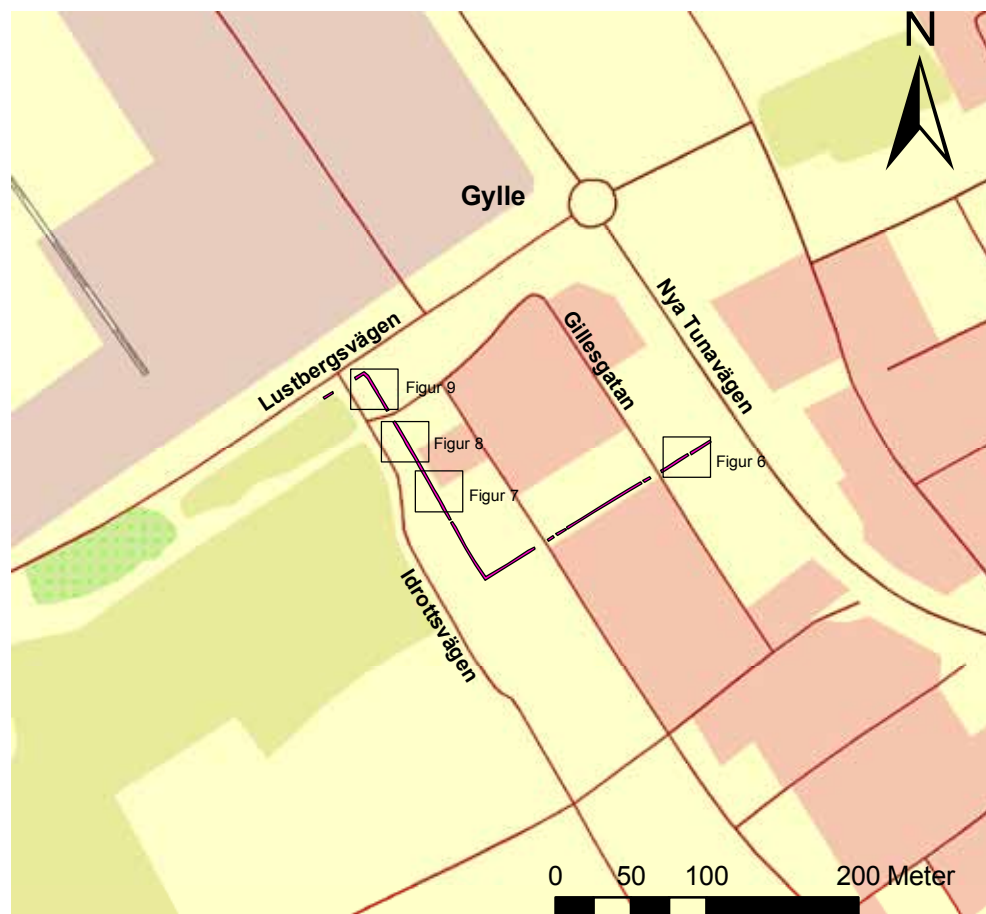 N
Gylle
Nya Tunavägen
Gillesgatan
Lustbergsvägen
Figur 9
Figur 8
Figur 6
Figur 7
Idrottsvägen
0 50 100 200 Meter